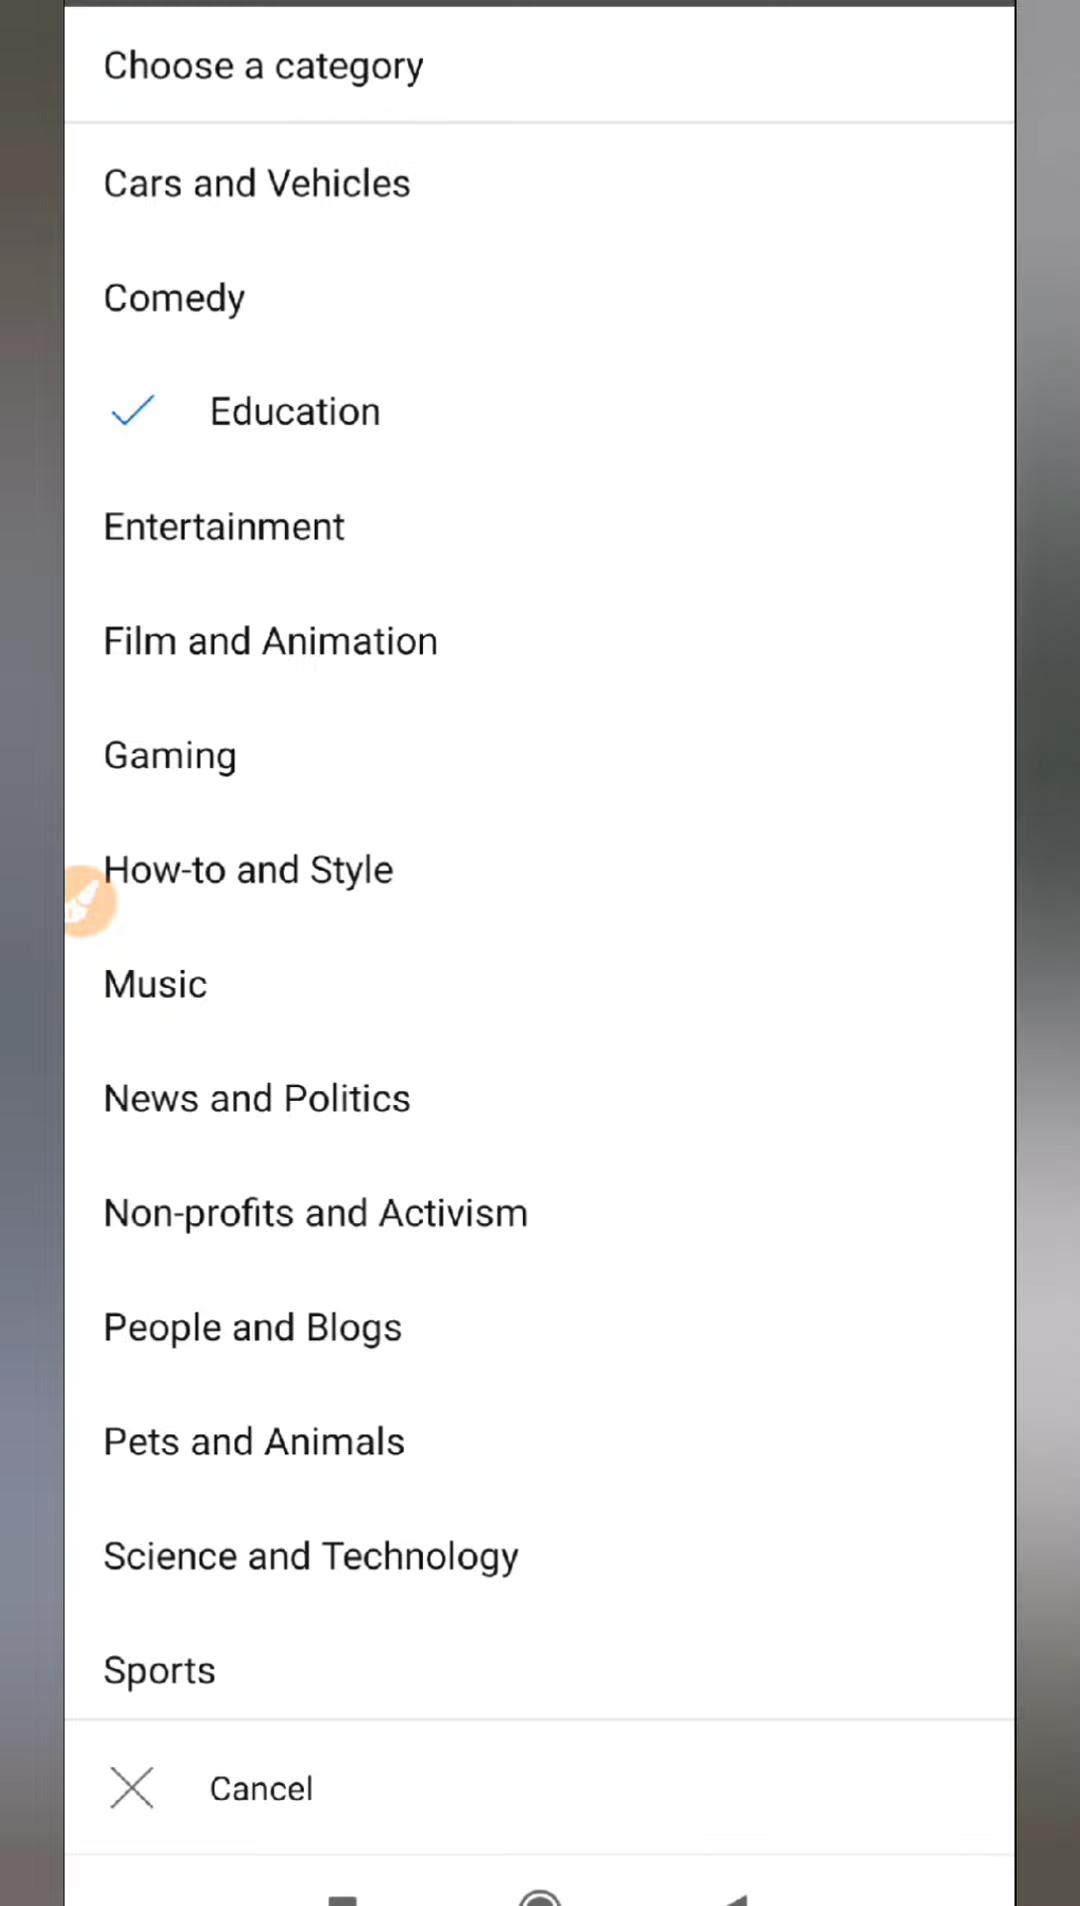 Choose a category
Cars and Vehicles
Comedy
Education
Entertainment
Film and Animation
Gaming
How-to and Style
Music
News and Politics
Non-profits and Activism
People and Blogs
Pets and Animals
Science and Technology
Sports
Cancel